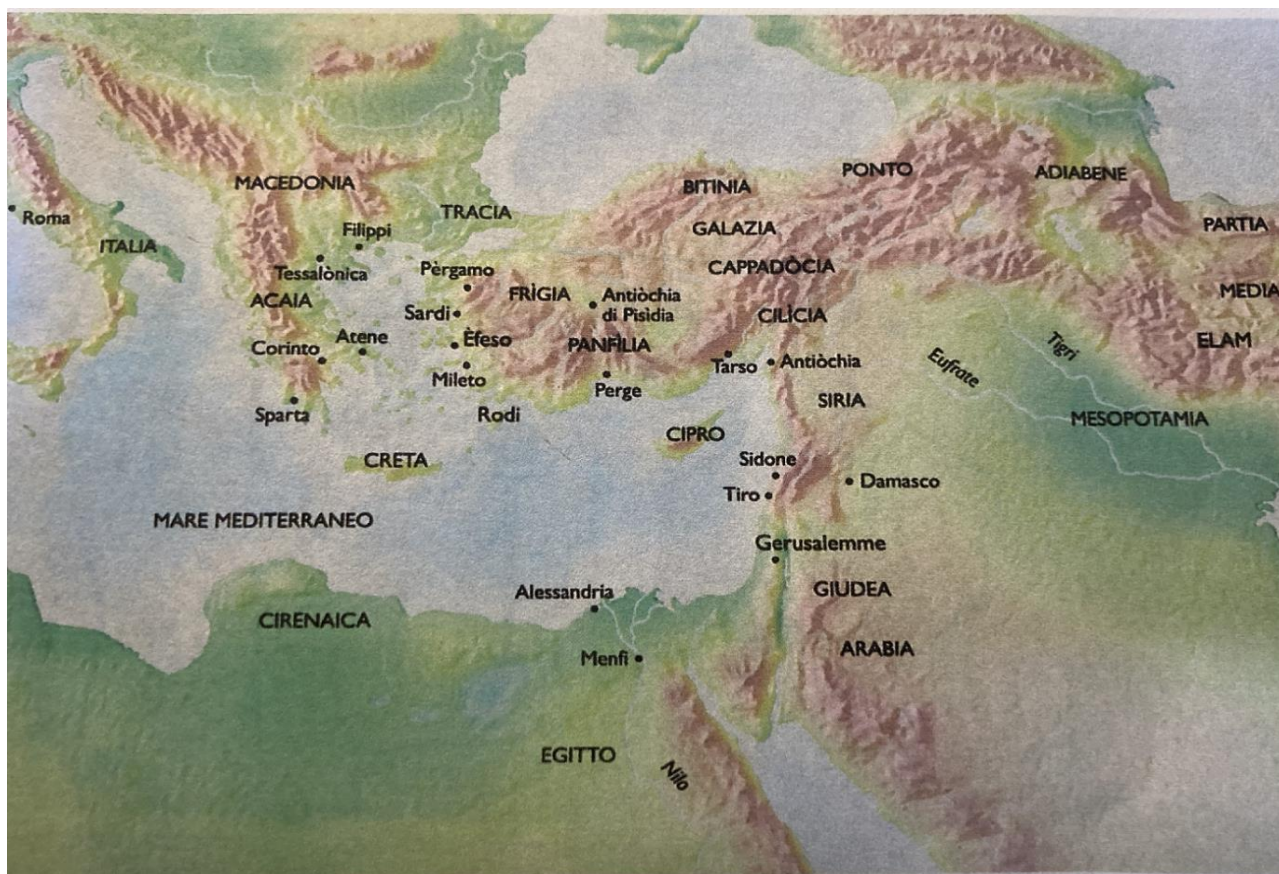 PONTO
ADIABENE
MACEDONIA
BITINIA
Roma
TRACIA
PARTIA
Filippi
GALAZIA
ITALIA
Tessalònica
Pèrgamo
CAPPADÒCIA
ACAIA
FRÌGIA
Antiòchia
di Pisìdia
MEDIA
Sardi
CILÌCIA
Corinto
Atene
Èfeso
PANFÌLIA
Tigri
ELAM
Mileto
Tarso
Antiòchia
Eufrate
Perge
Sparta
Rodi
SIRIA
MESOPOTAMIA
CIPRO
CRETA
Sidone
Tiro
Damasco
MARE MEDITERRANEO
Gerusalemme
Alessandria
GIUDEA
CIRENAICA
Menfi
ARABIA
EGITTO
Nilo